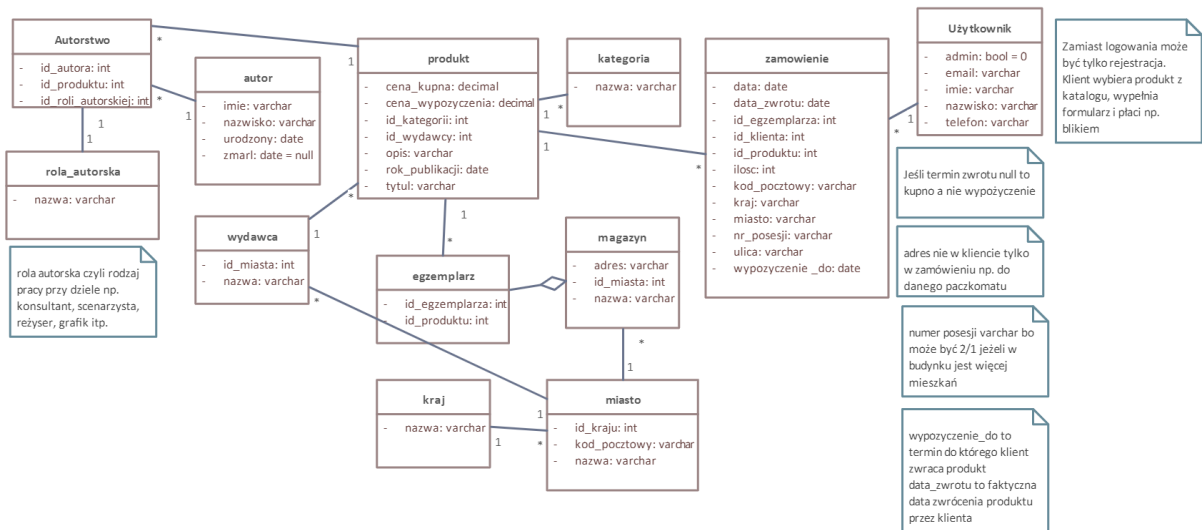 Autorstwo
- id_autora: int
- id_produktu: int
- id_roli_autorskiej: int
*
*
1
1
1
1
autor
- imie: varchar
- nazwisko: varchar
- urodzony: date
- zmarl: date = null
rola_autorska
- nazwa: varchar
rola autorska czyli rodzaj
pracy przy dziele np.
konsultant, scenarzysta,
reżyser, grafik itp.
produkt
- cena_kupna: decimal
- cena_wypozyczenia: decimal
- id_kategorii: int
- id_wydawcy: int
- opis: varchar
- rok_publikacji: date
- tytul: varchar
1
*
1
*
*
1
1
*
kategoria
- nazwa: varchar
wydawca
- id_miasta: int
- nazwa: varchar
*
1
egzemplarz
- id_egzemplarza: int
- id_produktu: int
magazyn
- adres: varchar
- id_miasta: int
- nazwa: varchar
*
1
kraj
- nazwa: varchar
1
*
miasto
- id_kraju: int
- kod_pocztowy: varchar
- nazwa: varchar
zamowienie
- data: date
- data_zwrotu: date
- id_egzemplarza: int
- id_klienta: int
- id_produktu: int
- ilosc: int
- kod_pocztowy: varchar
- kraj: varchar
- miasto: varchar
- nr_posesji: varchar
- ulica: varchar
- wypozyczenie _do: date
*
1
Użytkownik
- admin: bool = 0
- email: varchar
- imie: varchar
- nazwisko: varchar
- telefon: varchar
Zamiast logowania może
być tylko rejestracja.
Klient wybiera produkt z
katalogu, wypełnia
formularz i płaci np.
blikiem
Jeśli termin zwrotu null to
kupno a nie wypożyczenie
adres nie w kliencie tylko
w zamówieniu np. do
danego paczkomatu
numer posesji varchar bo
może być 2/1 jeżeli w
budynku jest więcej
mieszkań
wypozyczenie_do to
termin do którego klient
zwraca produkt
data_zwrotu to faktyczna
data zwrócenia produktu
przez klienta